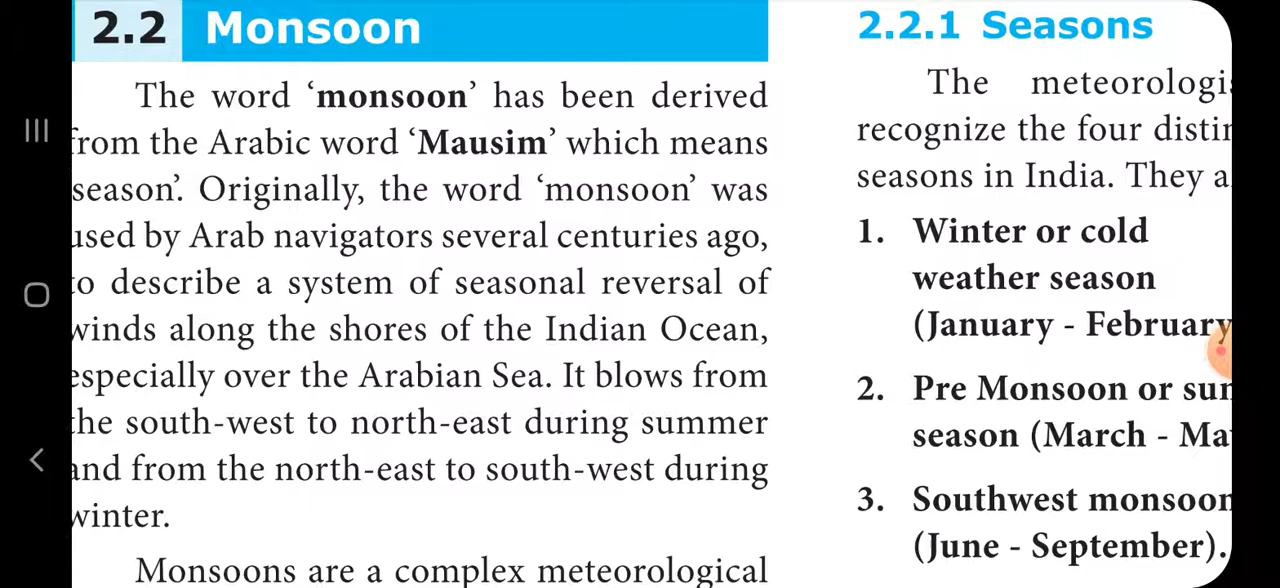 2.2 Monsoon
The word ‘monsoon’ has been derived
from the Arabic word ‘Mausim’ which means
season’. Originally, the word ‘monsoon’ was
used by Arab navigators several centuries ago,
to describe a system of seasonal reversal of
winds along the shores of the Indian Ocean,
especially over the Arabian Sea. It blows from
the south-west to north-east during summer
and from the north-east to south-west during
winter.
Monsoons are a complex meteorological
2.2.1 Seasons
The
recognize the four
seasons in India. They
1. Winter or cold
weather season
(January - February
2. Pre Monsoon or
season (March -
3. Southwest monsoon
(June - September).